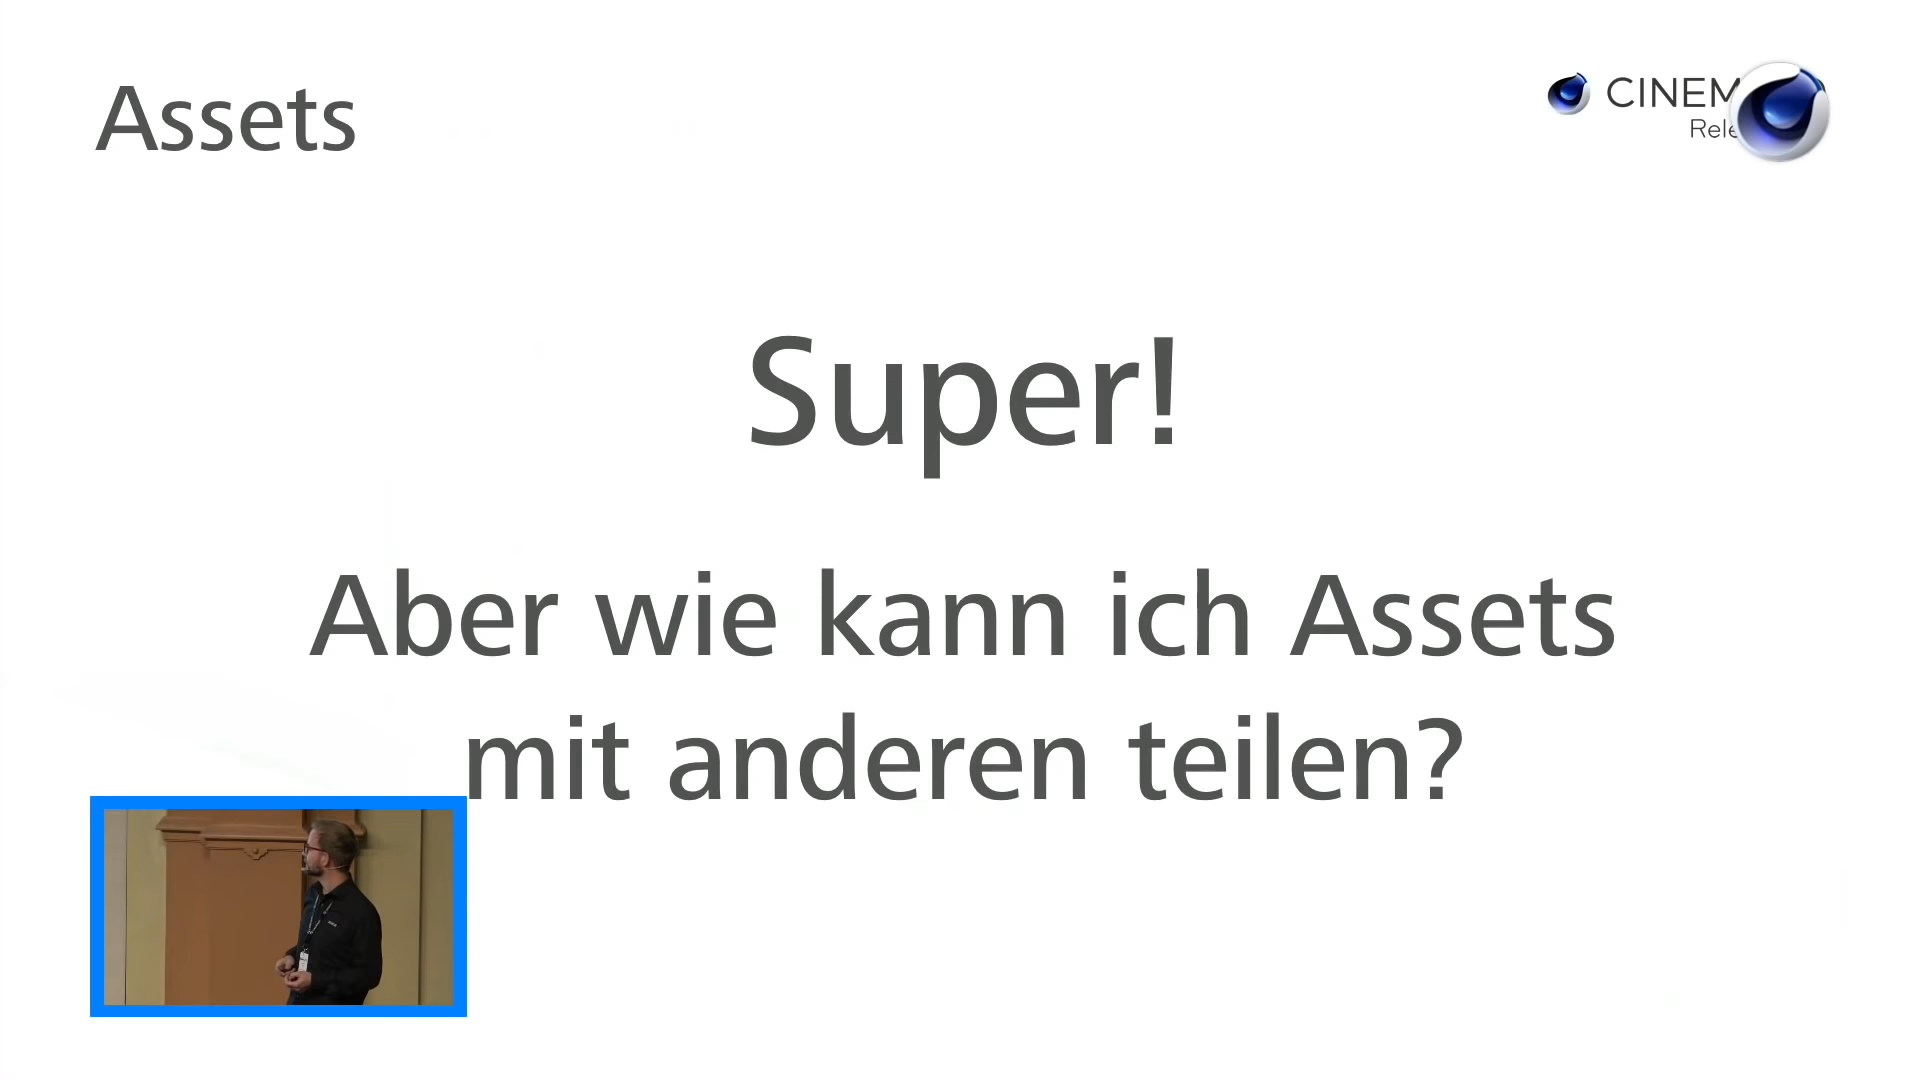 Assets
CINEM
Rele
Super!
Aber wie kann ich Assets
mit anderen teilen?